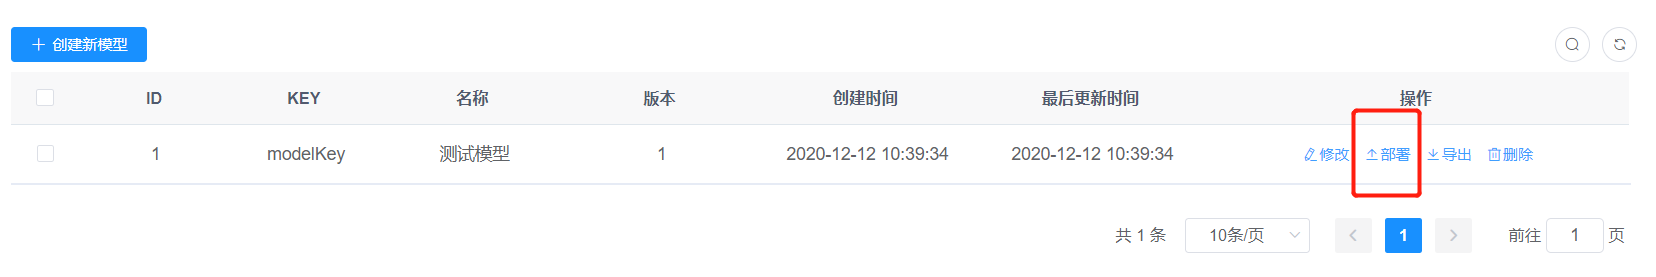 创建新模型
ID KEY 名称 版本 创建时间 最后更新时间 操作
1 modelKey 测试模型 1 2020-12-12 10:39:34 2020-12-12 10:39:34 修改 部署 导出 删除
共 1 条 10条/页 1 前往 1 页